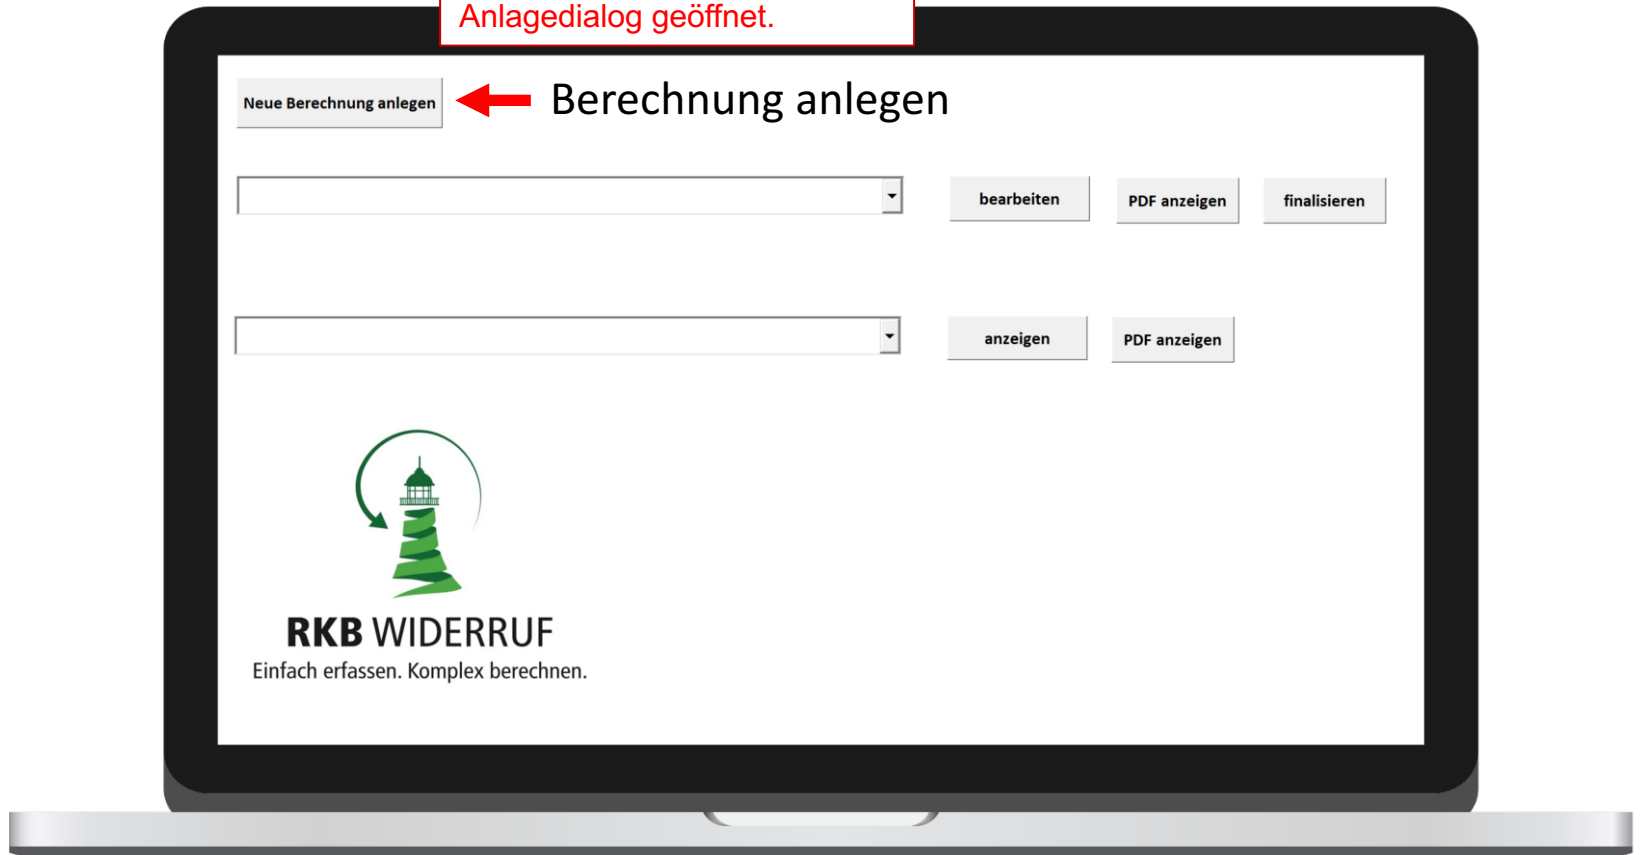 Anlagedialog geöffnet.
Neue Berechnung anlegen
Berechnung anlegen
bearbeiten
PDF anzeigen
finalisieren
anzeigen
PDF anzeigen
RKB WIDERRUF
Einfach erfassen. Komplex berechnen.